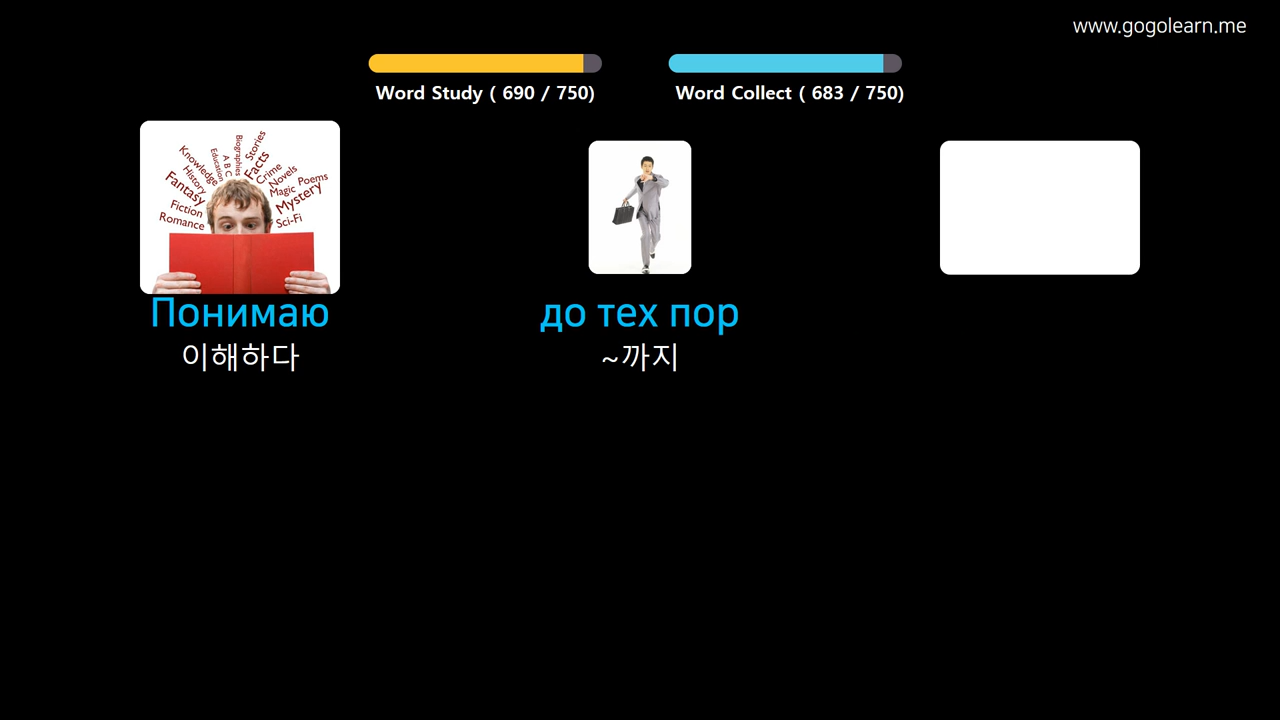 www.gogolearn.me
Word Study ( 690 / 750)
Word Collect ( 683 / 750)
Stories
Biographies
Facts
A B C
Education
Crime
Knowledge
Novels
History
Magic
Poems
Fantasy
Mystery
Fiction
Sci-Fi
Romance
Понимаю
이해하다
до тех пор
~까지